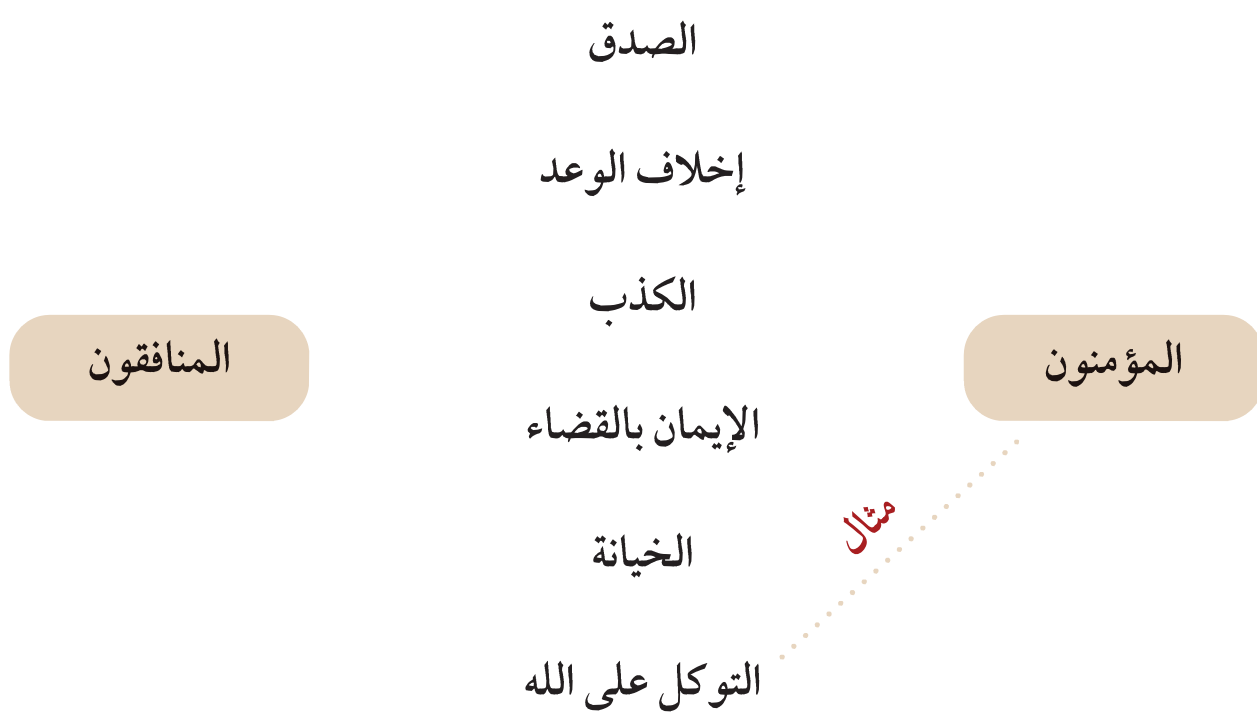 الصدق
إخلاف الوعد
الكذب
المؤمنون
المنافقون
الإيمان بالقضاء
مثال
الخيانة
التوكل على الله